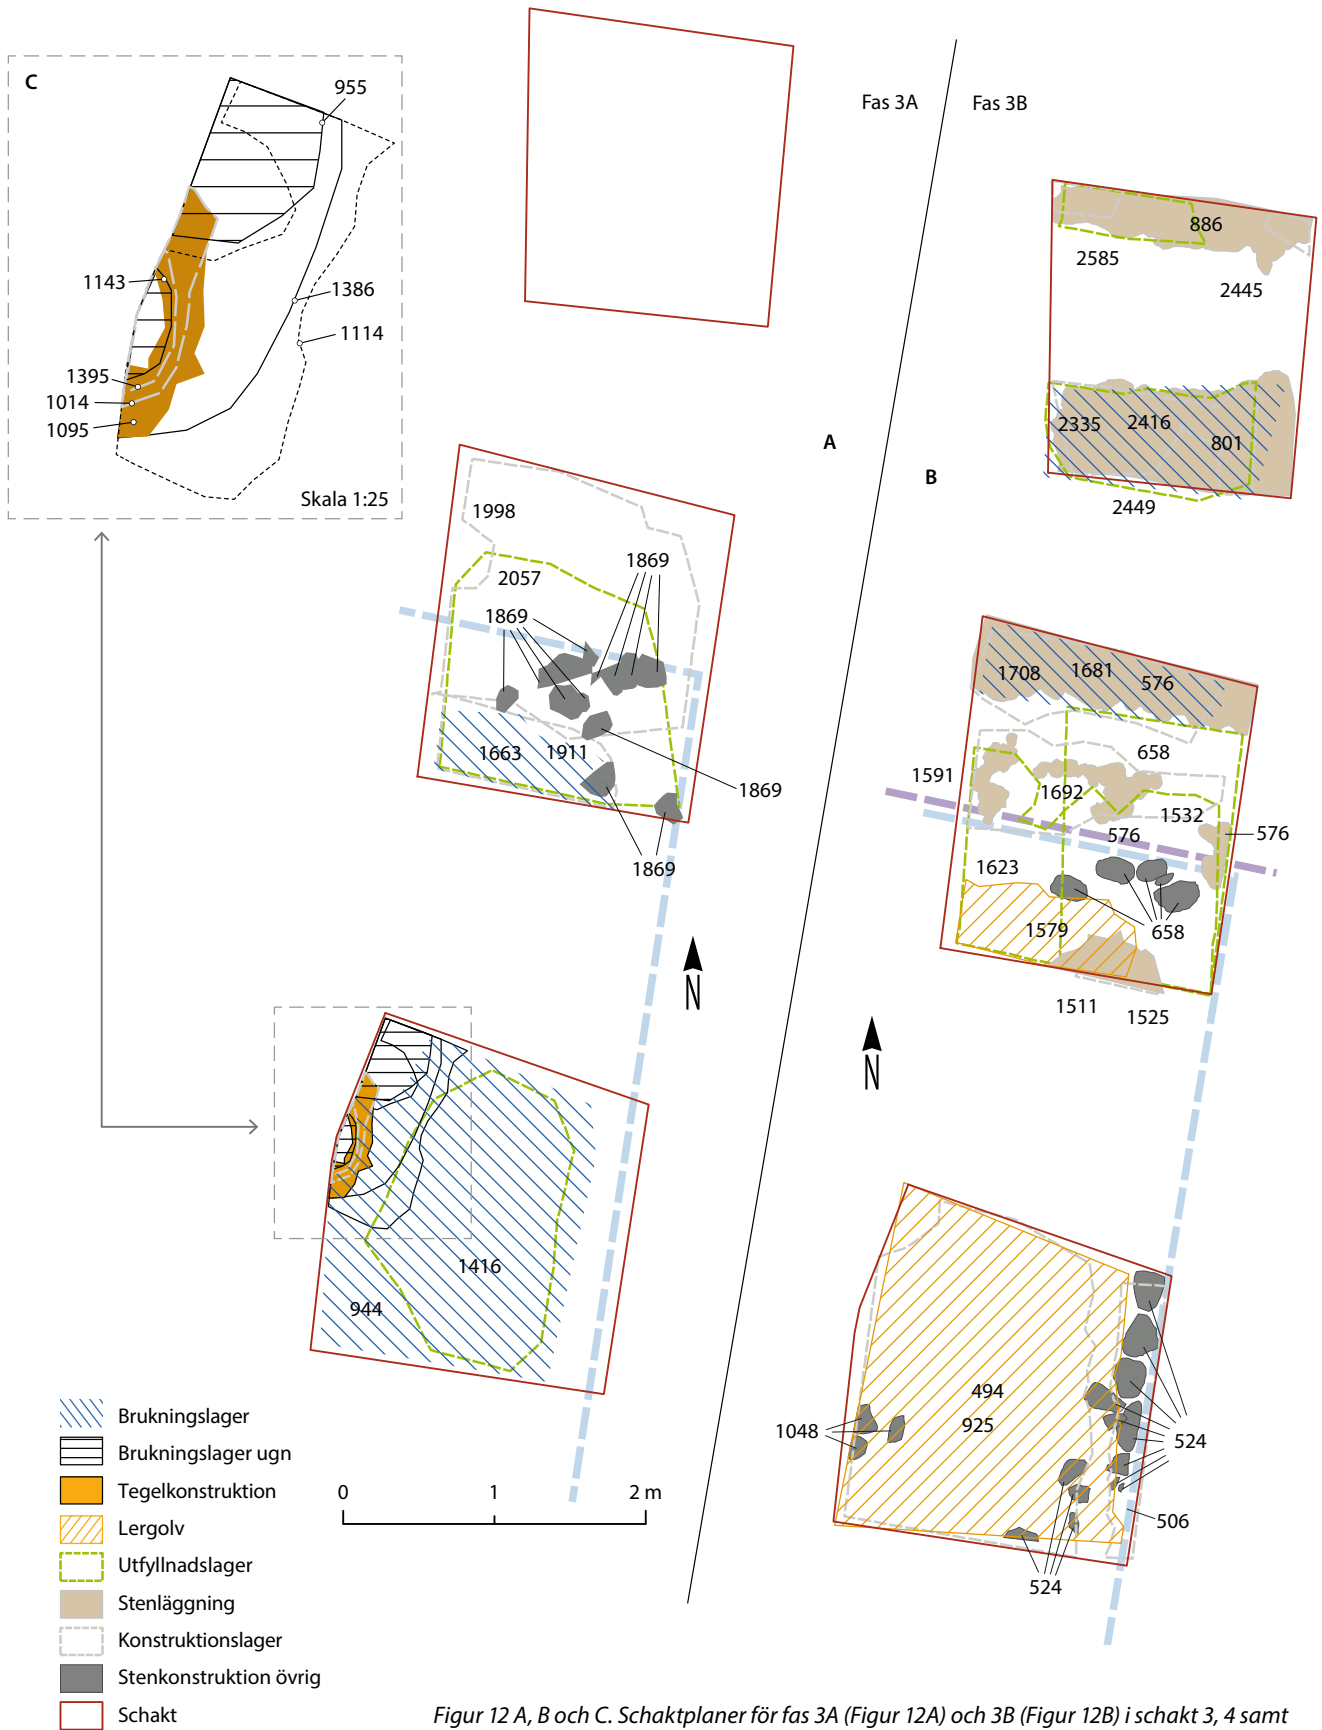 C
955
1143
1386
1114
1395
1014
1095
Skala 1:25
Fas 3A
Fas 3B
886
2585
2445
2335
2416
801
2449
A
B
1998
1869
2057
1869
1663
1911
1869
1869
1708
1681
576
658
1591
1692
1532
576
576
1623
1579
658
1511
1525
N
N
1416
944
494
925
1048
524
506
524
Brukningslager
Brukningslager ugn
Tegelkonstruktion
Lergolv
Utfyllnadslager
Stenläggning
Konstruktionslager
Stenkonstruktion övrig
Schakt
0 1 2 m
Figur 12 A, B och C. Schaktplaner för fas 3A (Figur 12A) och 3B (Figur 12B) i schakt 3, 4 samt